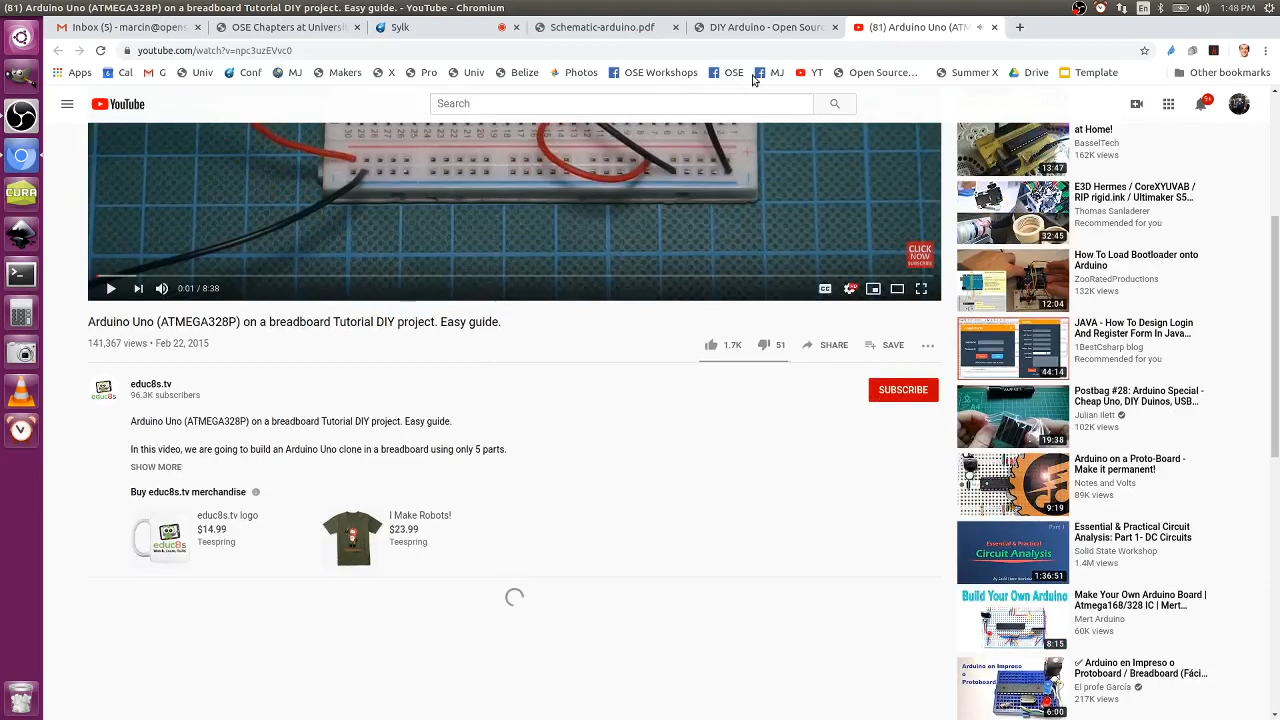 (81) Arduino Uno (ATMEGA328P) on a breadboard Tutorial - DIY project. Easy guide. - YouTube - Chromium
En
1:48 PM
Inbox (5) - marcin@opens
OSE Chapters at Universit
Sylk
Schematic-arduino.pdf
DIY Arduino - Open Sourc
(81) Arduino Uno (ATM
youtube.com/watch?v=npc3uzEVvc0
Apps
Cal
G
Univ
Conf
MJ
Makers
X
Pro
Univ
Belize
Photos
OSE Workshops
OSE
MJ
YT
Open Source…
Summer X
Drive
Template
Other bookmarks
YouTube
Search
9+
CLICK
NOW
SUBSCRIBE
8:38
Arduino Uno (ATMEGA328P) on a breadboard Tutorial - DIY project. Easy guide.
141,367 views • Feb 22, 2015
1.7K
51
SHARE
SAVE
educ8s.tv
96.3K subscribers
SUBSCRIBE
Arduino Uno (ATMEGA328P) on a breadboard Tutorial - DIY project. Easy guide.
In this video, we are going to build an Arduino Uno clone in a breadboard using only 5 parts.
SHOW MORE
Buy educ8s.tv merchandise
educ8s.tv logo
$14.99
Teespring
I Make Robots!
$23.99
Teespring
at Home!
BasselTech
162K views
13:47
E3D Hermes / CoreXYUVAB /
RIP rigid.ink / Ultimaker S5…
Thomas Sanladerer
Recommended for you
32:45
How To Load Bootloader onto
Arduino
ZooRatedProductions
132K views
12:04
JAVA - How To Design Login
And Register Form In Java…
1BestCsharp blog
Recommended for you
44:14
Postbag #28: Arduino Special -
Cheap Uno, DIY Duinos, USB…
Julian Ilett
102K views
19:38
Arduino on a Proto-Board -
Make it permanent!
Notes and Volts
89K views
9:19
Essential & Practical Circuit
Analysis: Part 1- DC Circuits
Solid State Workshop
1.4M views
Essential & Practical
Circuit Analysis
1:36:51
Make Your Own Arduino Board |
Atmega168/328 IC | Mert…
Mert Arduino
60K views
Build Your Own Arduino
8:15
✅ Arduino en Impreso o
Protoboard / Breadboard (Fáci…
El profe García
217K views
Arduino en Impreso
o
Protoboard
6:00